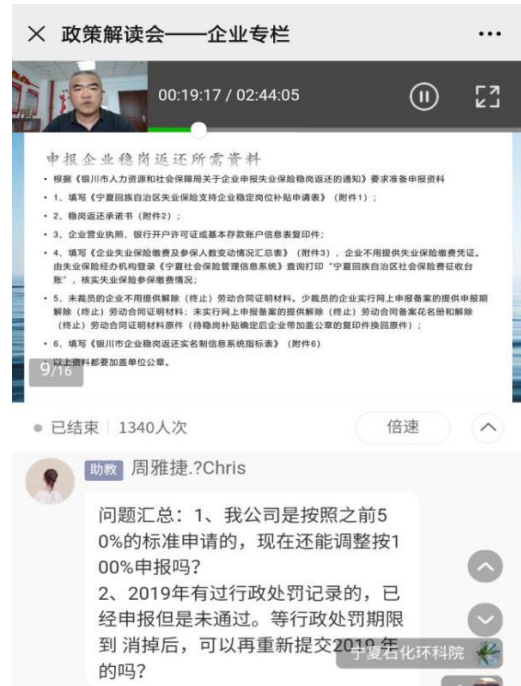 政策解读会——企业专栏
00:19:17 / 02:44:05
申报企业稳岗返还所需资料
• 根据《银川市人力资源和社会保障局关于企业申报失业保险稳岗返还的通知》要求准备申报资料
• 1、填写《宁夏回族自治区失业保险支持企业稳定岗位补贴申请表》（附件1）；
• 2、稳岗返还承诺书（附件2）；
• 3、企业营业执照、银行开户许可证或基本存款账户信息表复印件；
• 4、填写《企业失业保险缴费及参保人数变动情况汇总表》（附件3），企业不用提供失业保险缴费凭证。
由失业保险经办机构登录《宁夏社会保险管理信息系统》查询打印“宁夏回族自治区社会保险费征收台
账”，核实失业保险参保缴费情况；
• 5、未裁员的企业不用提供解除（终止）劳动合同证明材料。少裁员的企业实行网上申报备案的提供申报期
解除（终止）劳动合同证明材料；未实行网上申报备案的提供解除（终止）劳动合同备案花名册和解除
（终止）劳动合同证明材料原件（待稳岗补贴确定后企业带加盖公章的复印件换回原件）；
• 6、填写《银川市企业稳岗返还实名制信息系统指标表》（附件6）
以上资料都要加盖单位公章。
9/16
已结束 1340人次 倍速
助教 周雅捷.?Chris
问题汇总：1、我公司是按照之前5
0%的标准申请的，现在还能调整按1
00%申报吗？
2、2019年有过行政处罚记录的，已
经申报但是未通过。等行政处罚期限
到 消掉后，可以再重新提交2019 年
宁夏石化环科院
的吗？